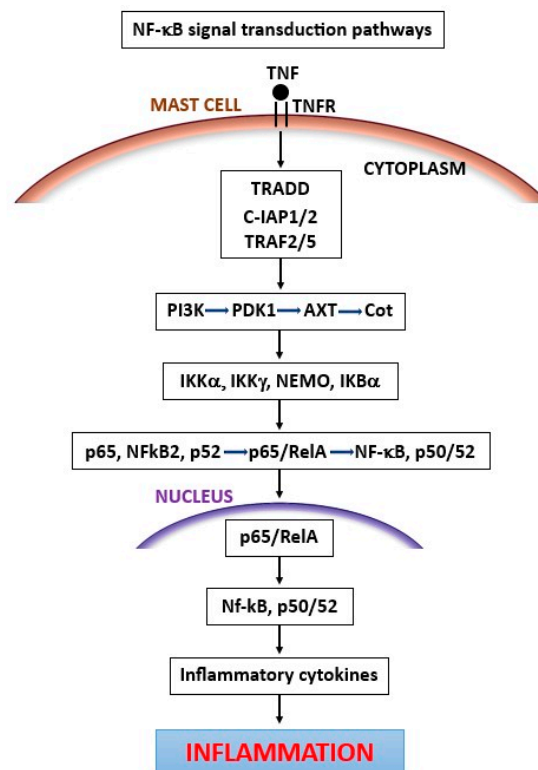 NF-κB signal transduction pathways
TNF
MAST CELL
TNFR
CYTOPLASM
TRADD
C-IAP1/2
TRAF2/5
PI3K PDK1 AXT Cot
IKKα, IKKγ, NEMO, IKBα
p65, NFkB2, p52 p65/RelA NF-κB, p50/52
NUCLEUS
p65/RelA
Nf-kB, p50/52
Inflammatory cytokines
INFLAMMATION